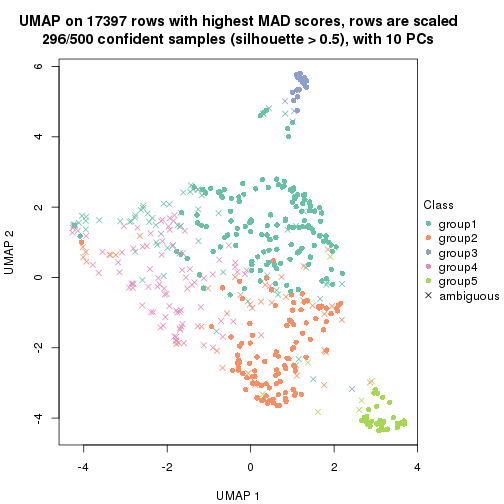 UMAP on 17397 rows with highest MAD scores, rows are scaled
296/500 confident samples (silhouette > 0.5), with 10 PCs
6
4
2
0
-2
-4
UMAP 2
-4
-2
0
2
4
UMAP 1
Class
group1
group2
group3
group4
group5
ambiguous